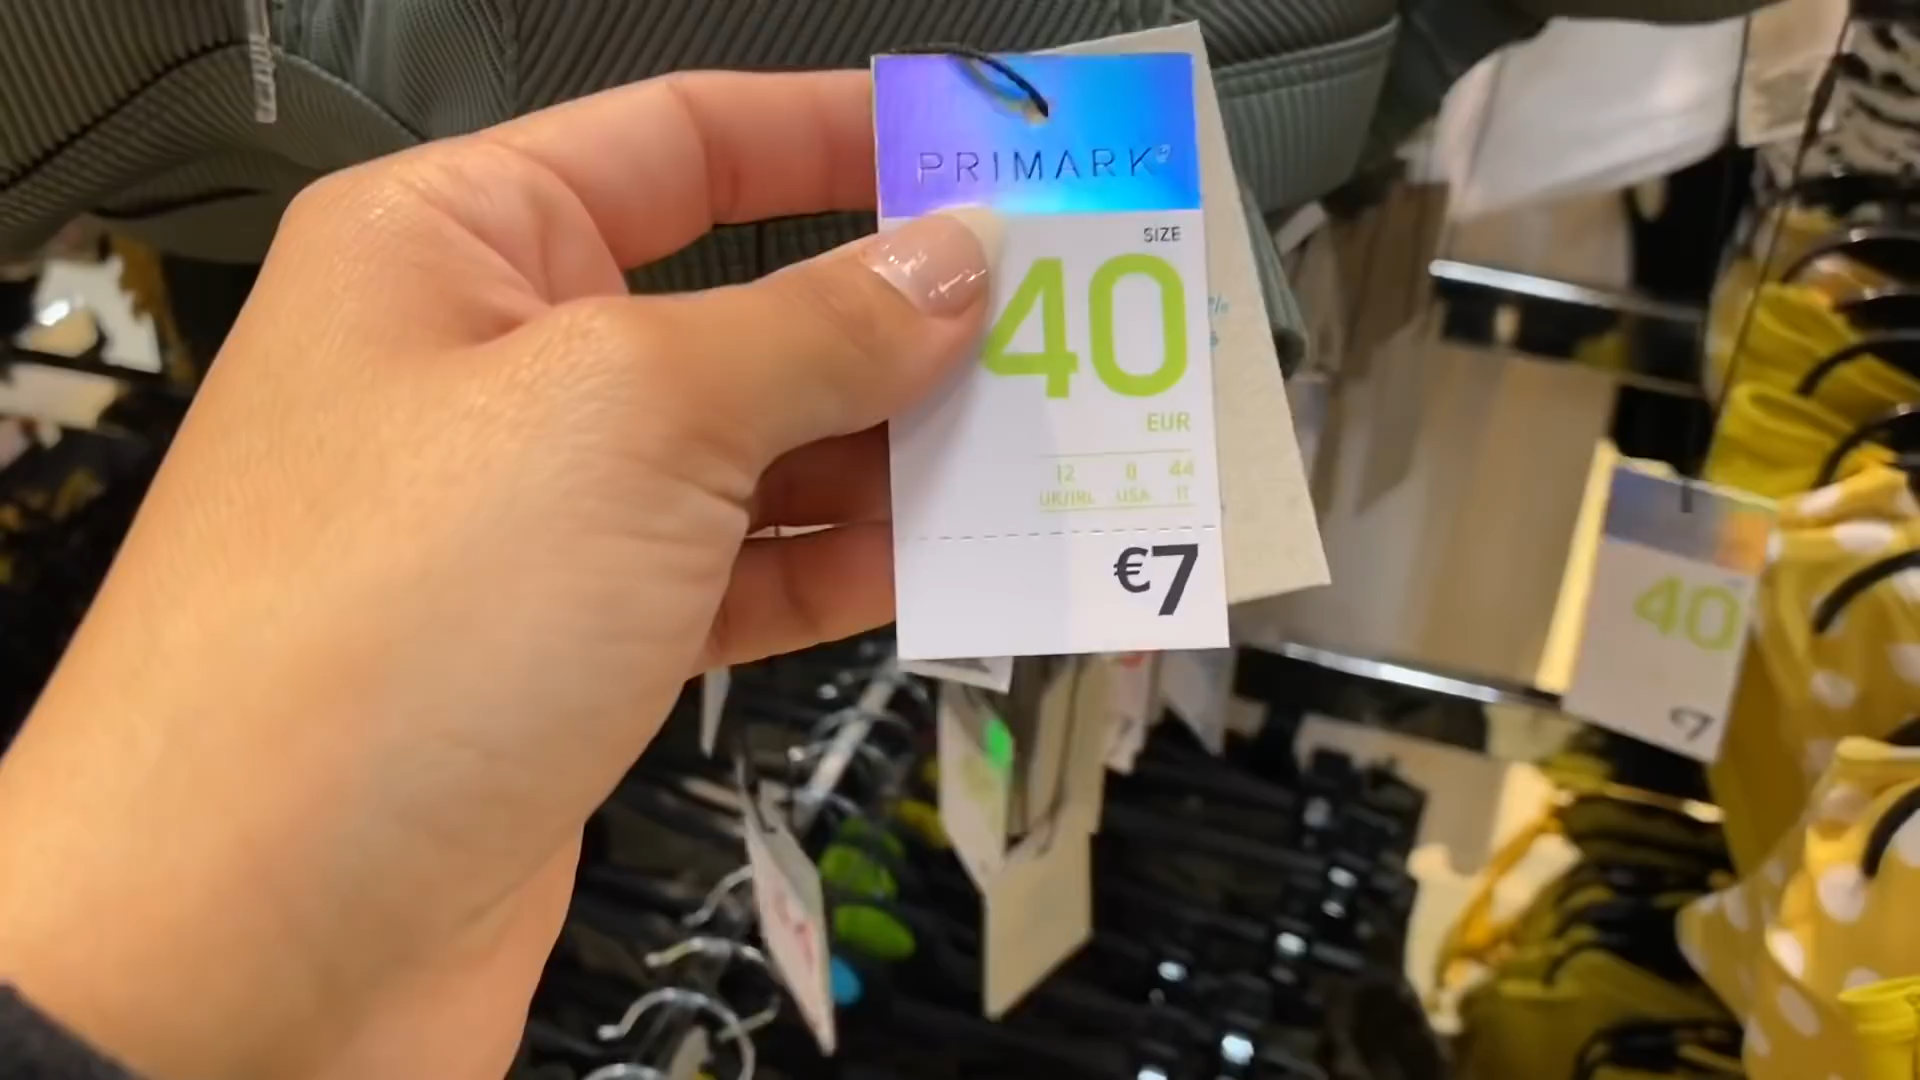 PRIMARK
SIZE
40
EUR
12 8 44
UK/IRL USA IT
€7
%
40
€7